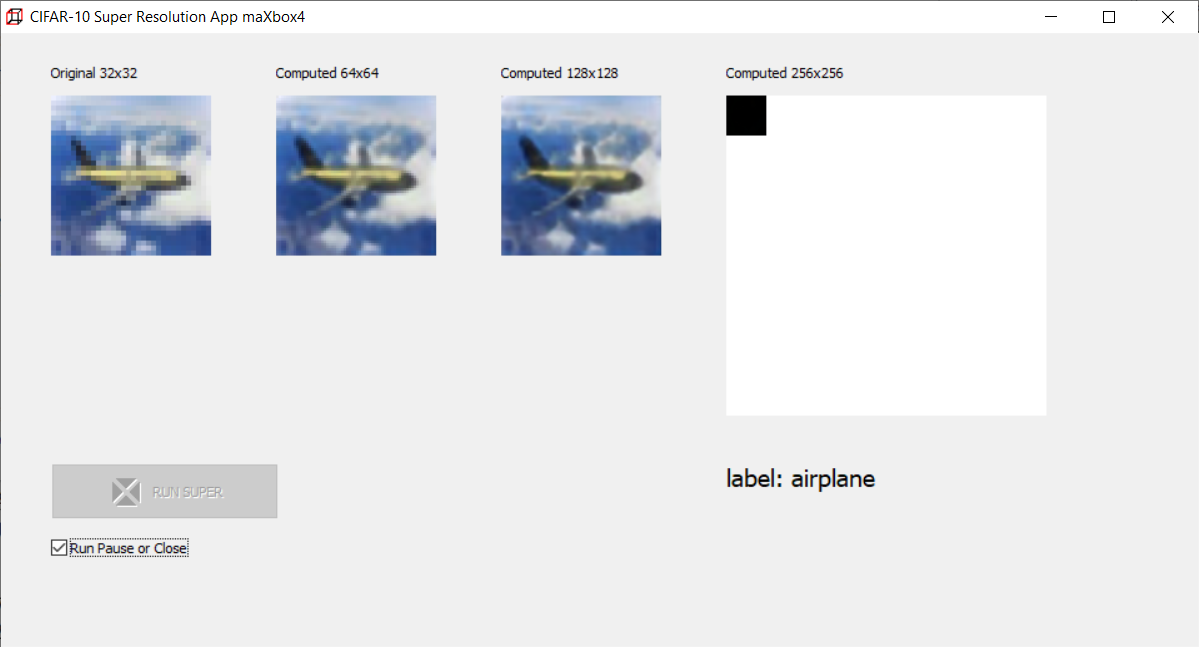 CIFAR-10 Super Resolution App maXbox4
Original 32x32
Computed 64x64
Computed 128x128
Computed 256x256
RUN SUPER
label: airplane
Run Pause or Close